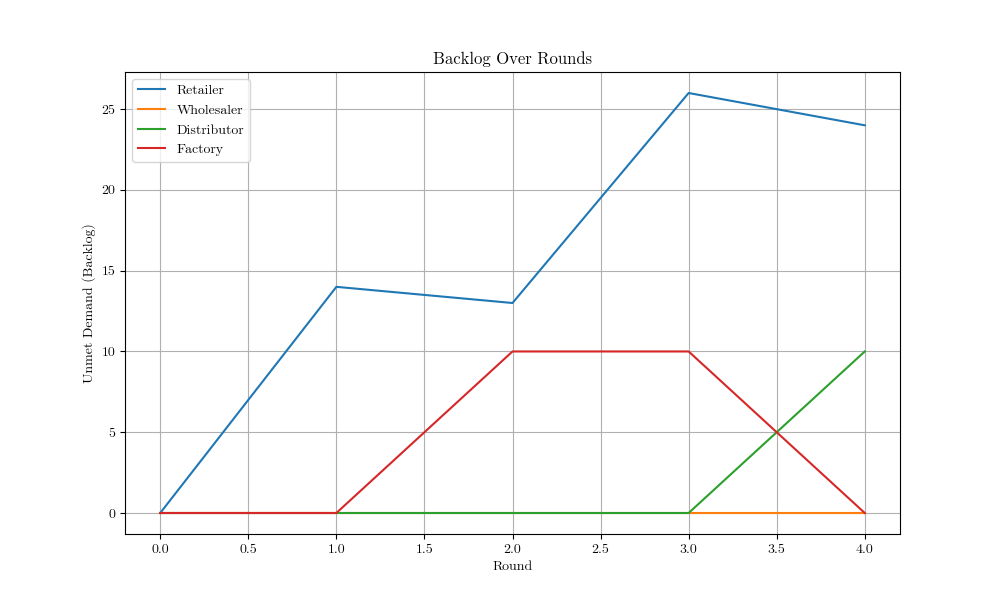 Backlog Over Rounds
Retailer
Wholesaler
Distributor
Factory
Unmet Demand (Backlog)
25
20
15
10
5
0
0.0 0.5 1.0 1.5 2.0 2.5 3.0 3.5 4.0
Round